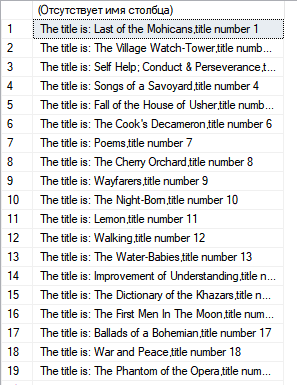 (Отсутствует имя столбца)
1 The title is: Last of the Mohicans,title number 1
2 The title is: The Village Watch-Tower,title numb...
3 The title is: Self Help; Conduct & Perseverance,t...
4 The title is: Songs of a Savoyard,title number 4
5 The title is: Fall of the House of Usher,title numb...
6 The title is: The Cook's Decameron,title number 6
7 The title is: Poems,title number 7
8 The title is: The Cherry Orchard,title number 8
9 The title is: Wayfarers,title number 9
10 The title is: The Night-Born,title number 10
11 The title is: Lemon,title number 11
12 The title is: Walking,title number 12
13 The title is: The Water-Babies,title number 13
14 The title is: Improvement of Understanding,title n...
15 The title is: The Dictionary of the Khazars,title n...
16 The title is: The First Men In The Moon,title num...
17 The title is: Ballads of a Bohemian,title number 17
18 The title is: War and Peace,title number 18
19 The title is: The Phantom of the Opera,title num...